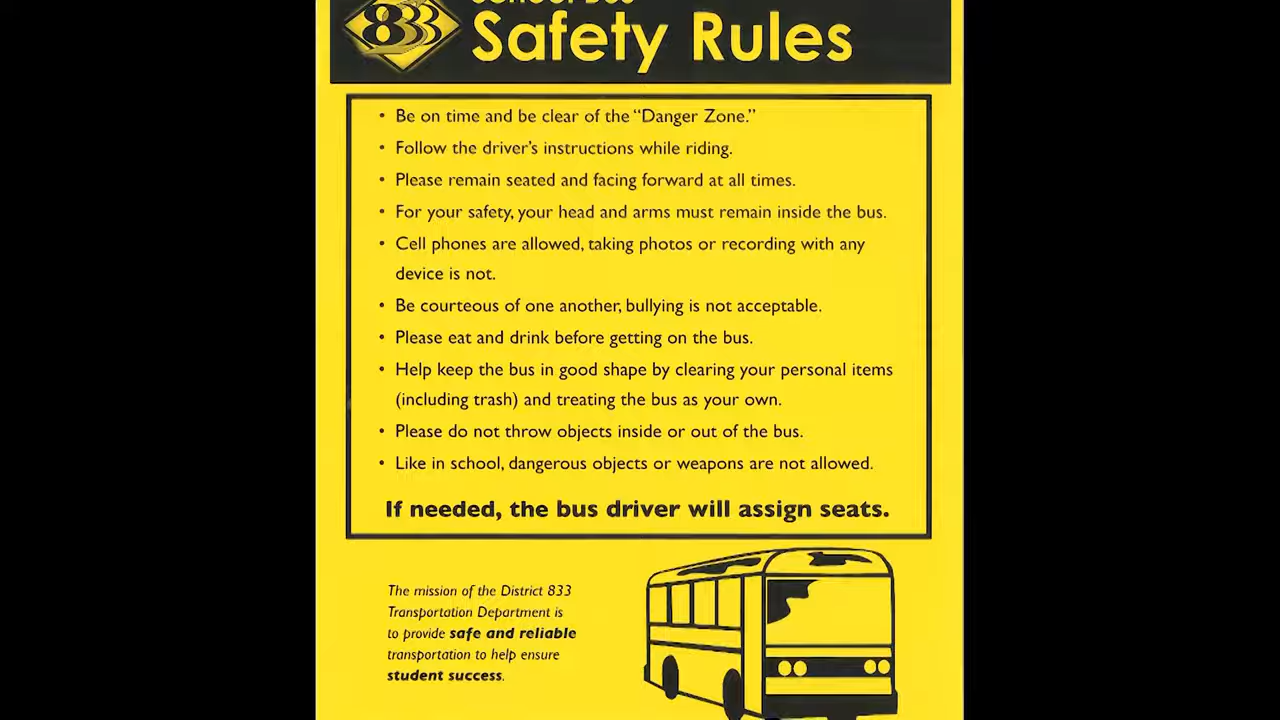 833
School Bus
Safety Rules
• Be on time and be clear of the “Danger Zone.”
• Follow the driver’s instructions while riding.
• Please remain seated and facing forward at all times.
• For your safety, your head and arms must remain inside the bus.
• Cell phones are allowed, taking photos or recording with any
device is not.
• Be courteous of one another, bullying is not acceptable.
• Please eat and drink before getting on the bus.
• Help keep the bus in good shape by clearing your personal items
(including trash) and treating the bus as your own.
• Please do not throw objects inside or out of the bus.
• Like in school, dangerous objects or weapons are not allowed.
If needed, the bus driver will assign seats.
The mission of the District 833
Transportation Department is
to provide safe and reliable
transportation to help ensure
student success.